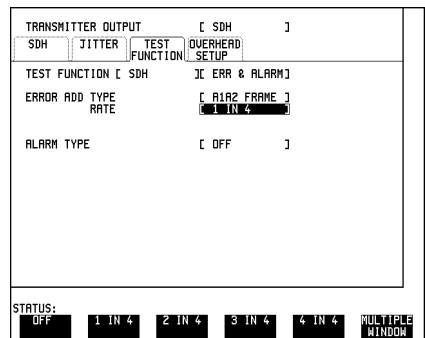 TRANSMITTER OUTPUT [ SDH ]
SDH JITTER TEST FUNCTION OVERHEAD SETUP
TEST FUNCTION [ SDH ][ ERR & ALARM]
ERROR ADD TYPE [ A1A2 FRAME ]
RATE [ 1 IN 4 ]
ALARM TYPE [ OFF ]
STATUS:
OFF 1 IN 4 2 IN 4 3 IN 4 4 IN 4 MULTIPLE WINDOW